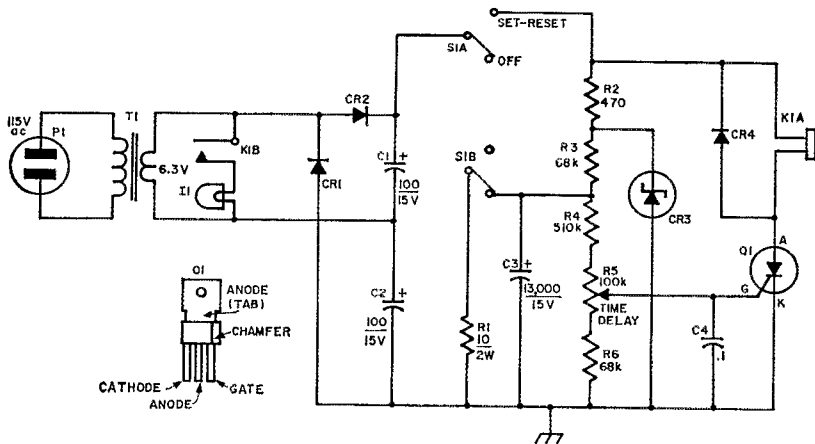 SET-RESET
S1A
OFF
115V
ac
P1
T1
6.3V
K1B
I1
CR2
CR1
C1 +
100
15V
C2 +
100
15V
S1B
R1
10
2W
C3 +
13,000
15V
R2
470
R3
68k
R4
510k
R5
100k
TIME
DELAY
R6
68k
CR3
CR4
K1A
Q1
A
G
K
C4
.1
Q1
ANODE
(TAB)
CHAMFER
CATHODE
ANODE
GATE